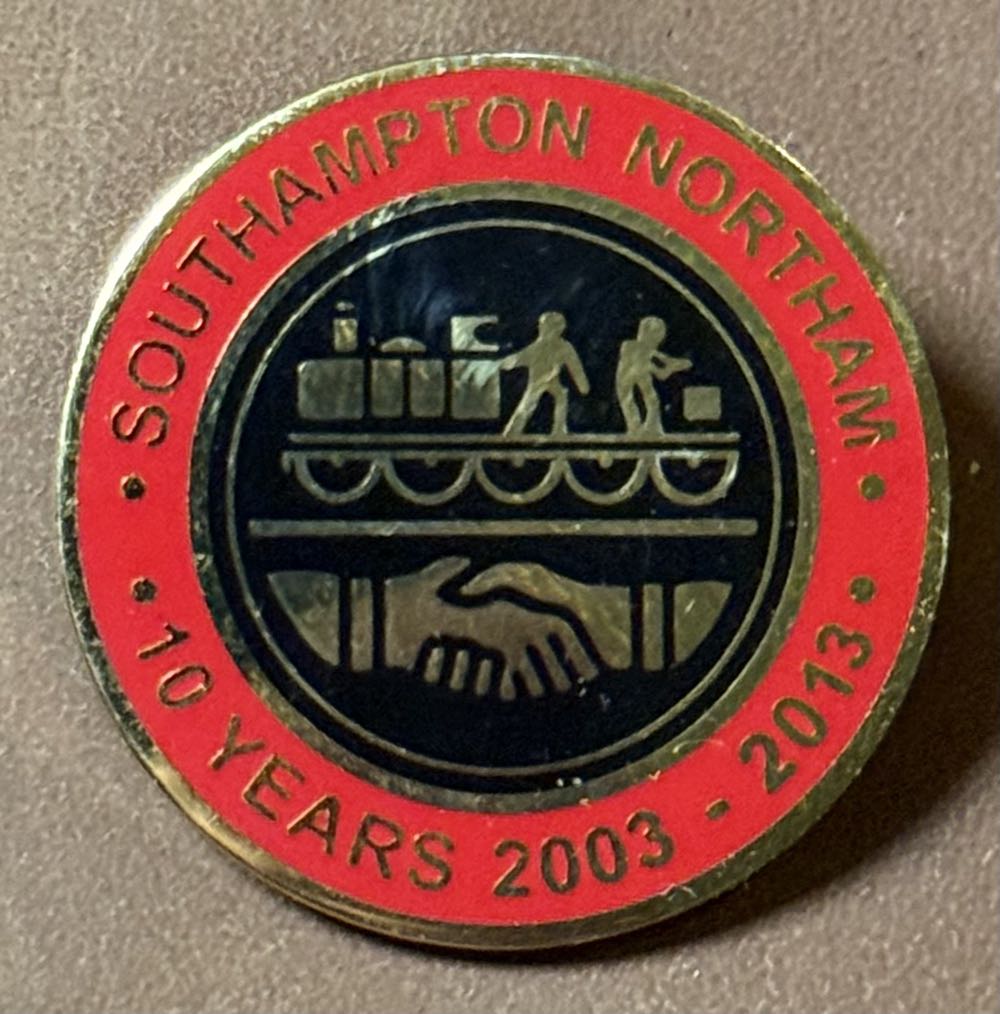 • SOUTHAMPTON NORTHAM •
• 10 YEARS 2003 - 2013 •